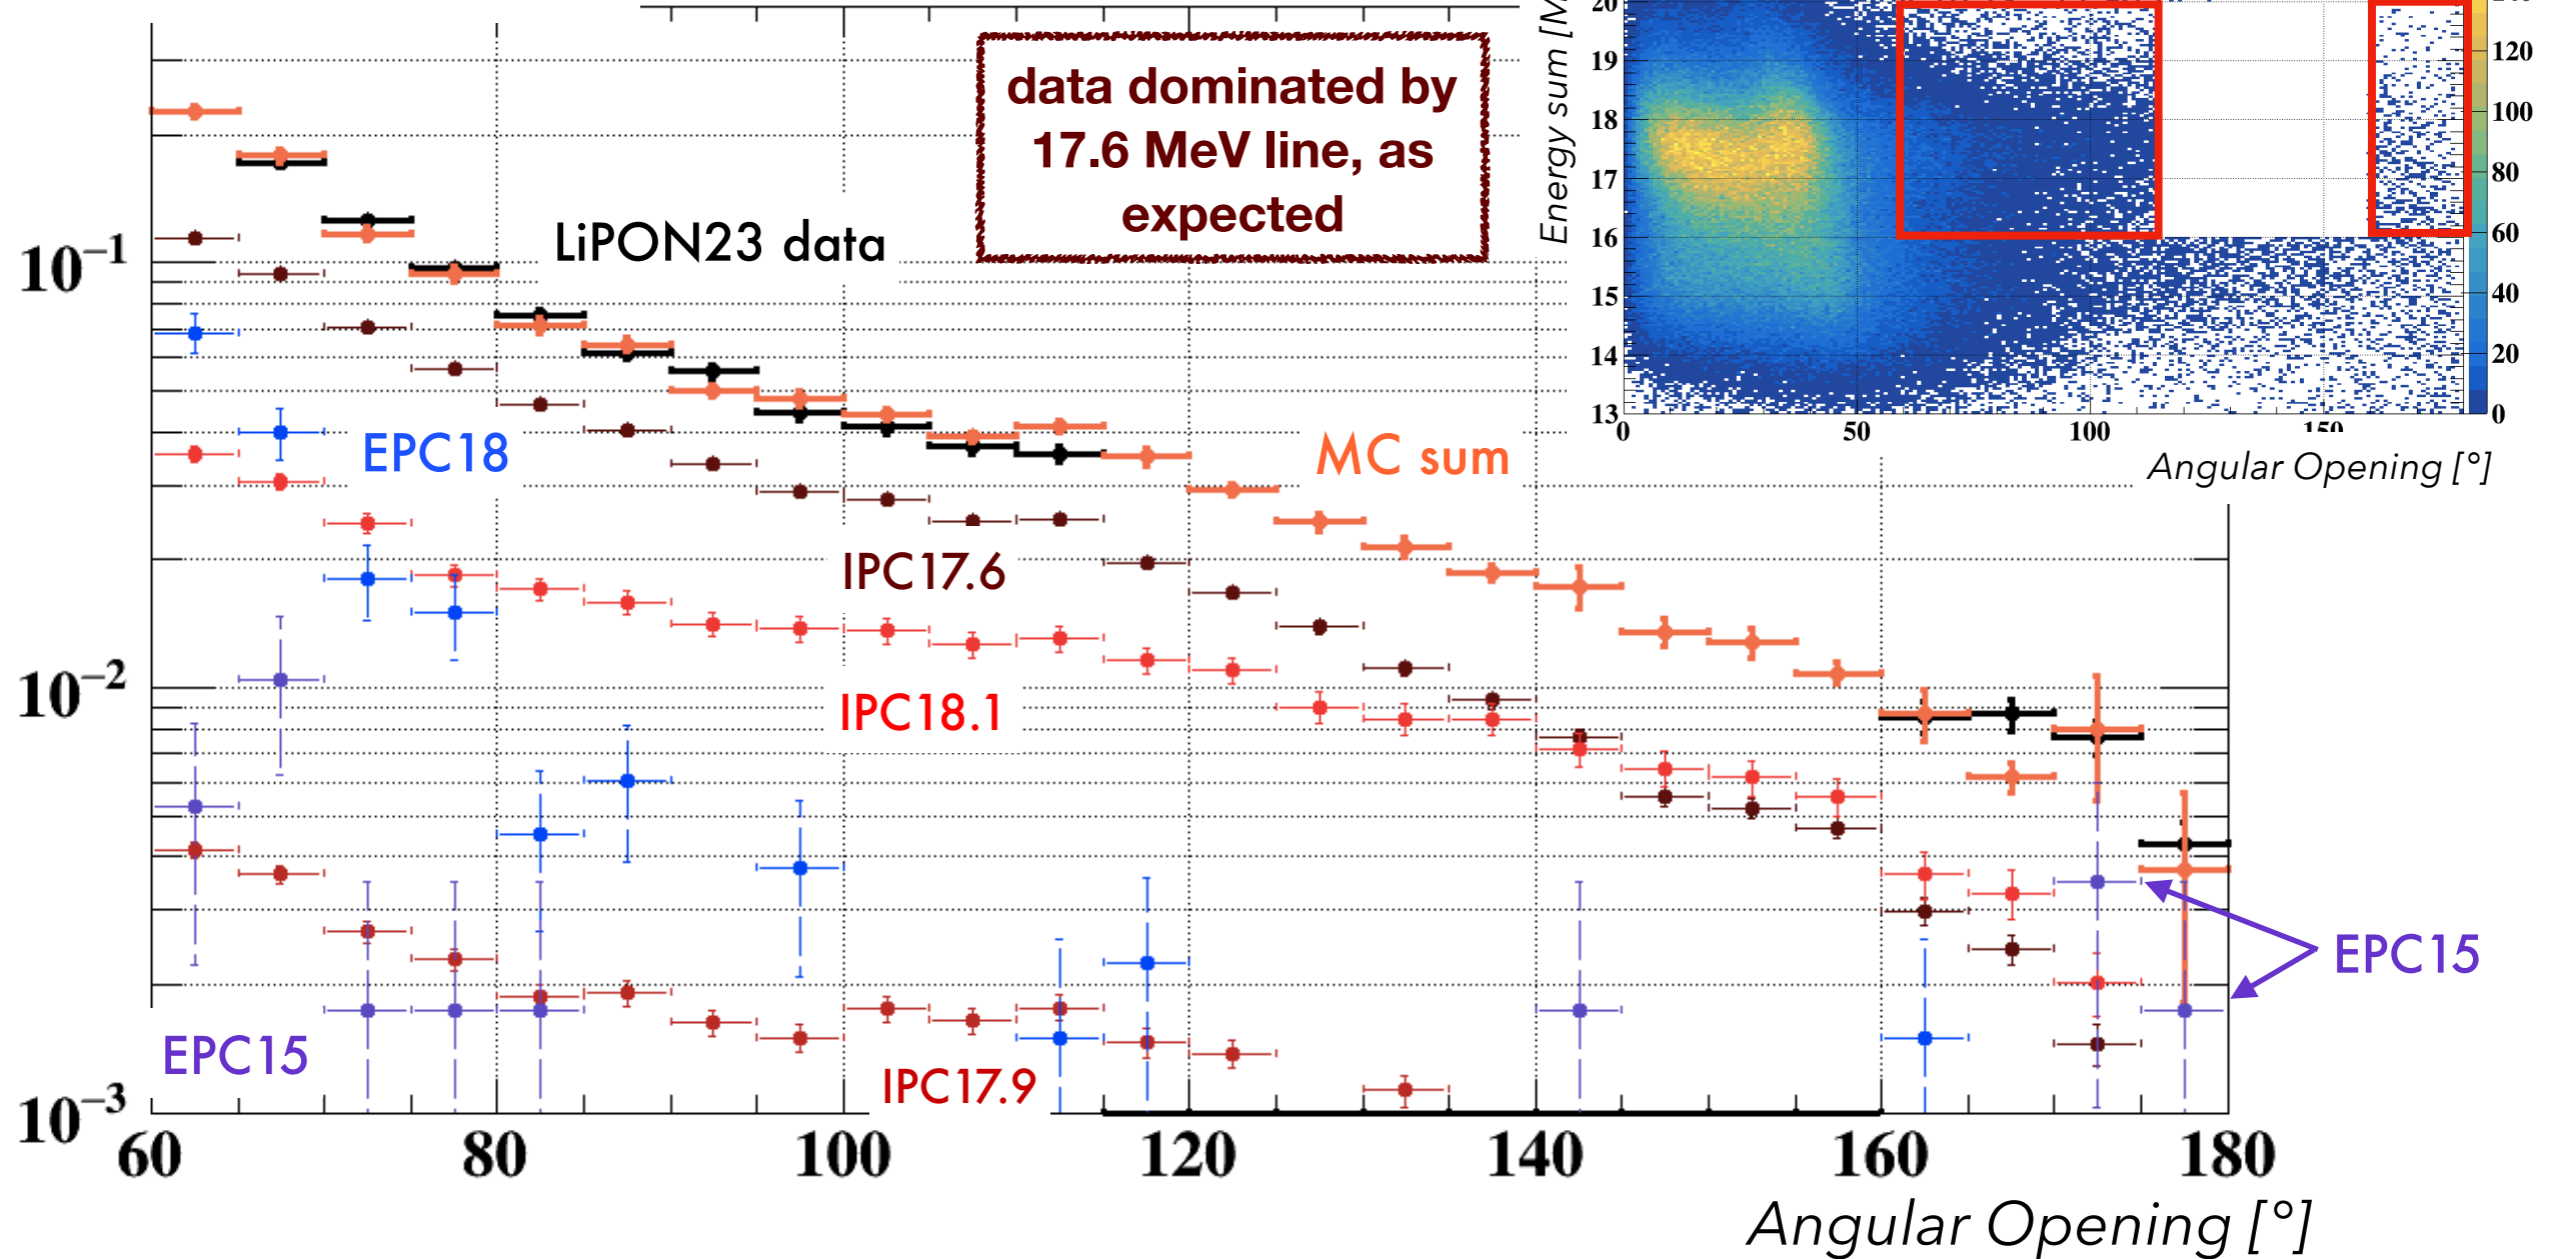 data dominated by
17.6 MeV line, as
expected
LiPON23 data
EPC18
MC sum
IPC17.6
IPC18.1
EPC15
EPC15
IPC17.9
10−1
10−2
10−3
60 80 100 120 140 160 180
Angular Opening [°]
Energy sum [M
20
19
18
17
16
15
14
13
0 50 100 150
Angular Opening [°]
120
100
80
60
40
20
0